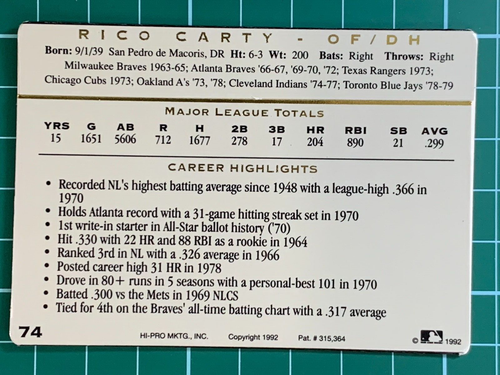 RICO CARTY - OF/DH
Born: 9/1/39 San Pedro de Macoris, DR Ht: 6-3 Wt: 200 Bats: Right Throws: Right
Milwaukee Braves 1963-65; Atlanta Braves '66-67, '69-70, '72; Texas Rangers 1973;
Chicago Cubs 1973; Oakland A's '73, '78; Cleveland Indians '74-77; Toronto Blue Jays '78-79
MAJOR LEAGUE TOTALS
YRS G AB R H 2B 3B HR RBI SB AVG
15 1651 5606 712 1677 278 17 204 890 21 .299
CAREER HIGHLIGHTS
• Recorded NL's highest batting average since 1948 with a league-high .366 in
1970
• Holds Atlanta record with a 31-game hitting streak set in 1970
• 1st write-in starter in All-Star ballot history ('70)
• Hit .330 with 22 HR and 88 RBI as a rookie in 1964
• Ranked 3rd in NL with a .326 average in 1966
• Posted career high 31 HR in 1978
• Drove in 80+ runs in 5 seasons with a personal-best 101 in 1970
• Batted .300 vs the Mets in 1969 NLCS
• Tied for 4th on the Braves' all-time batting chart with a .317 average
74 HI-PRO MKTG., INC. Copyright 1992 Pat. # 315,364 © MLB 1992